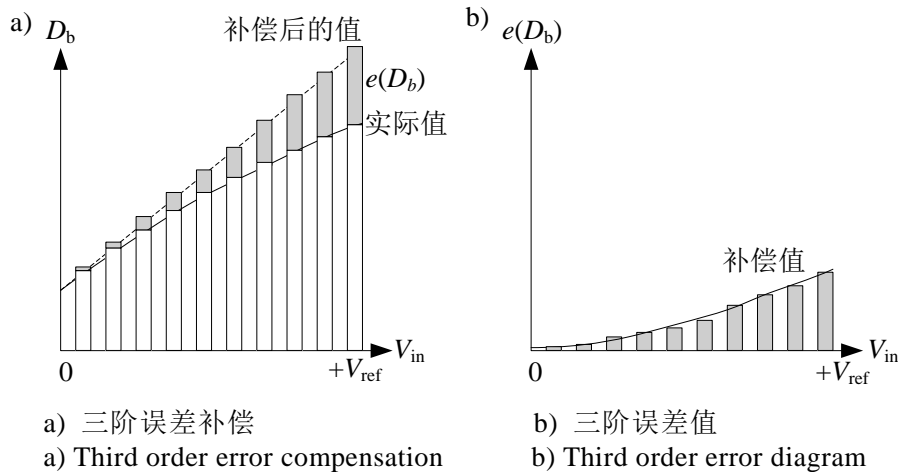 a)
D_b
补偿后的值
e(D_b)
实际值
0
+V_ref
V_in
b)
e(D_b)
补偿值
0
+V_ref
V_in
a) 三阶误差补偿
a) Third order error compensation
b) 三阶误差值
b) Third order error diagram